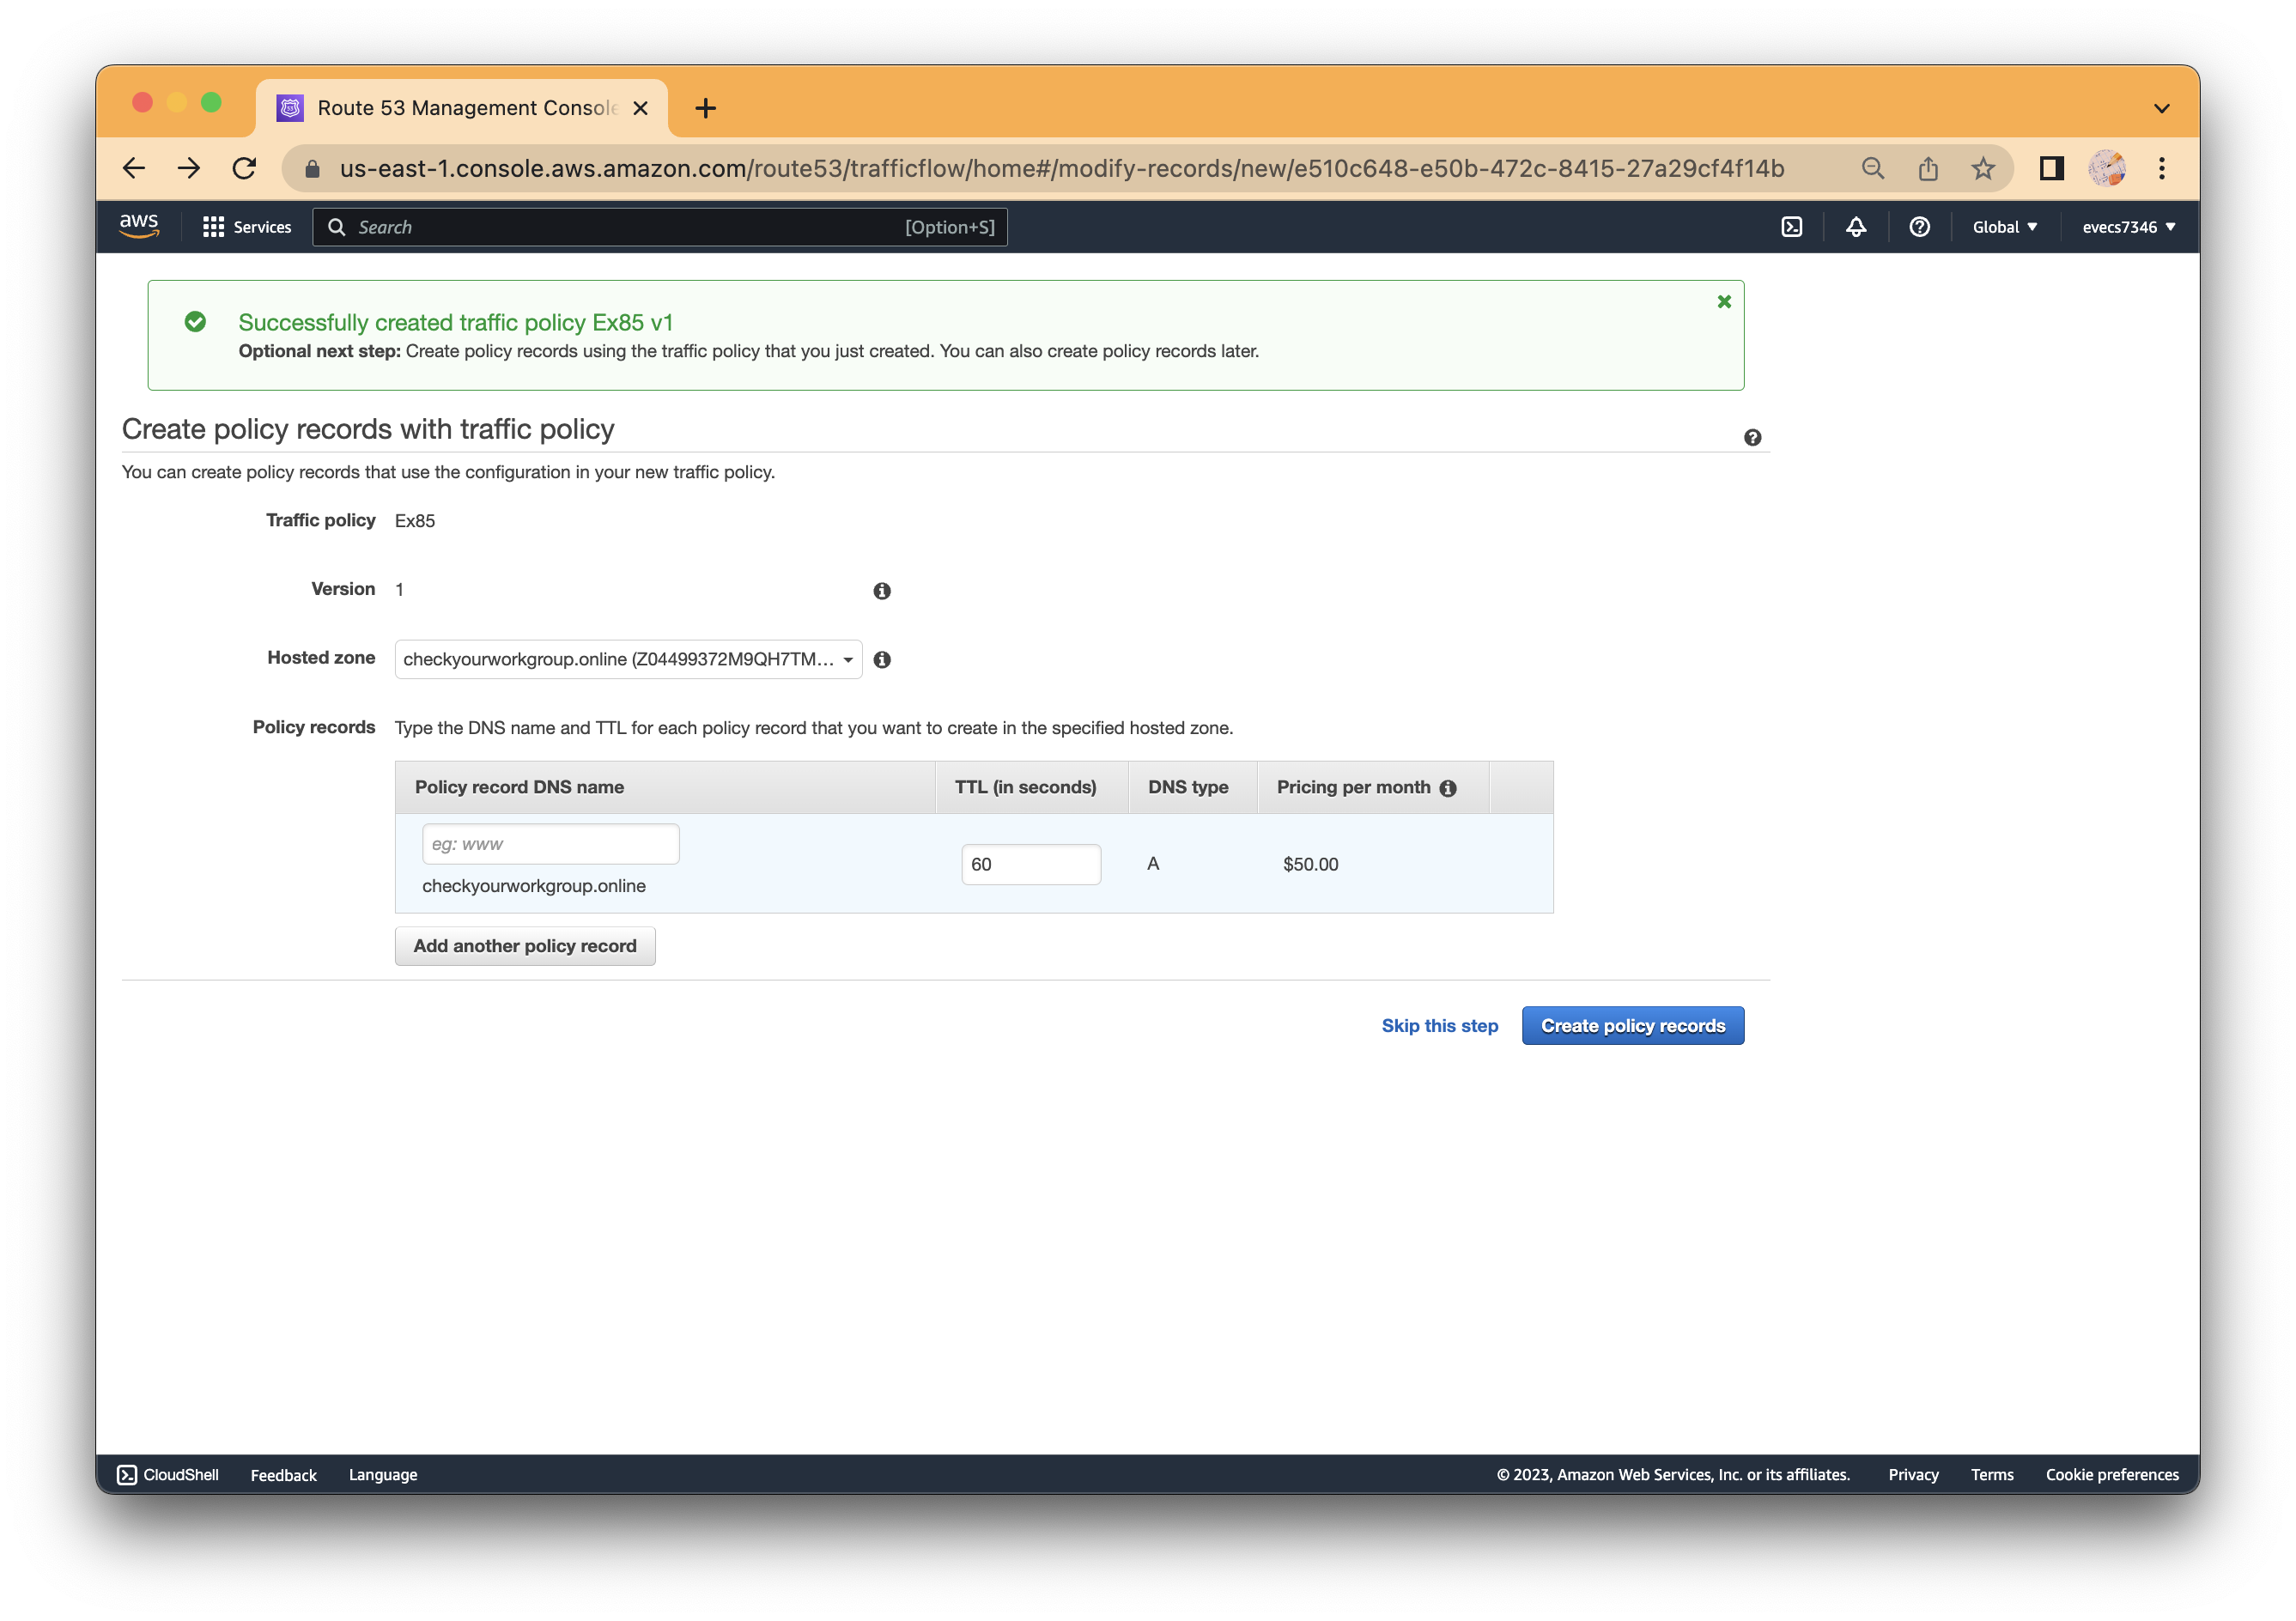 Route 53 Management Console
us-east-1.console.aws.amazon.com/route53/trafficflow/home#/modify-records/new/e510c648-e50b-472c-8415-27a29cf4f14b
aws Services Search [Option+S] Global evecs7346
Successfully created traffic policy Ex85 v1
Optional next step: Create policy records using the traffic policy that you just created. You can also create policy records later.
Create policy records with traffic policy
You can create policy records that use the configuration in your new traffic policy.
Traffic policy Ex85
Version 1
Hosted zone checkyourworkgroup.online (Z04499372M9QH7TM...
Policy records Type the DNS name and TTL for each policy record that you want to create in the specified hosted zone.
Policy record DNS name TTL (in seconds) DNS type Pricing per month
eg: www
60 A $50.00
checkyourworkgroup.online
Add another policy record
Skip this step Create policy records
CloudShell Feedback Language © 2023, Amazon Web Services, Inc. or its affiliates. Privacy Terms Cookie preferences